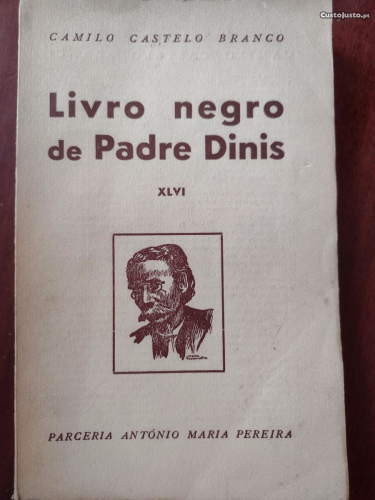 CustoJusto.pt
CAMILO CASTELO BRANCO
Livro negro
de Padre Dinis
XLVI
PARCERIA ANTÓNIO MARIA PEREIRA